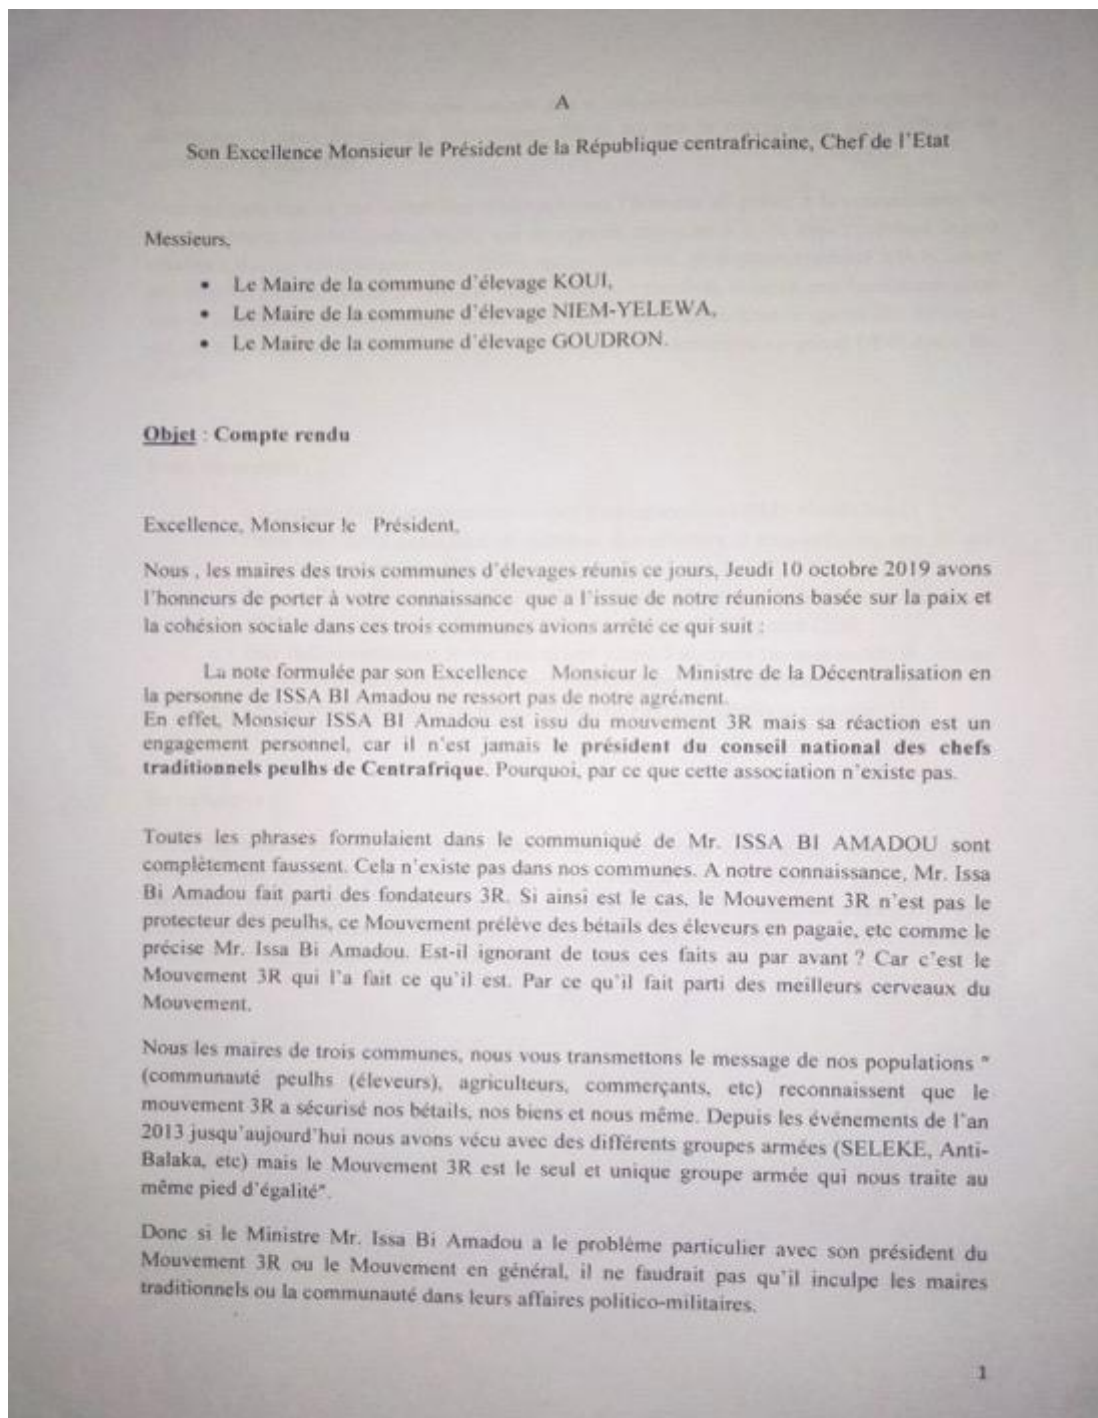 A
Son Excellence Monsieur le Président de la République centrafricaine, Chef de l'Etat
Messieurs,
• Le Maire de la commune d'élevage KOUI,
• Le Maire de la commune d'élevage NIEM-YELEWA,
• Le Maire de la commune d'élevage GOUDRON.
Objet : Compte rendu
Excellence, Monsieur le Président,
Nous , les maires des trois communes d'élevages réunis ce jours, Jeudi 10 octobre 2019 avons
l'honneurs de porter à votre connaissance que a l'issue de notre réunions basée sur la paix et
la cohésion sociale dans ces trois communes avions arrêté ce qui suit :
La note formulée par son Excellence Monsieur le Ministre de la Décentralisation en
la personne de ISSA BI Amadou ne ressort pas de notre agrément.
En effet, Monsieur ISSA BI Amadou est issu du mouvement 3R mais sa réaction est un
engagement personnel, car il n'est jamais le président du conseil national des chefs
traditionnels peulhs de Centrafrique. Pourquoi, par ce que cette association n'existe pas.
Toutes les phrases formulaient dans le communiqué de Mr. ISSA BI AMADOU sont
complètement faussent. Cela n'existe pas dans nos communes. A notre connaissance, Mr. Issa
Bi Amadou fait parti des fondateurs 3R. Si ainsi est le cas, le Mouvement 3R n'est pas le
protecteur des peulhs, ce Mouvement prélève des bétails des éleveurs en pagaie, etc comme le
précise Mr. Issa Bi Amadou. Est-il ignorant de tous ces faits au par avant ? Car c'est le
Mouvement 3R qui l'a fait ce qu'il est. Par ce qu'il fait parti des meilleurs cerveaux du
Mouvement.
Nous les maires de trois communes, nous vous transmettons le message de nos populations "
(communauté peulhs (éleveurs), agriculteurs, commerçants, etc) reconnaissent que le
mouvement 3R a sécurisé nos bétails, nos biens et nous même. Depuis les événements de l'an
2013 jusqu'aujourd'hui nous avons vécu avec des différents groupes armées (SELEKE, Anti-
Balaka, etc) mais le Mouvement 3R est le seul et unique groupe armée qui nous traite au
même pied d'égalité".
Donc si le Ministre Mr. Issa Bi Amadou a le problème particulier avec son président du
Mouvement 3R ou le Mouvement en général, il ne faudrait pas qu'il inculpe les maires
traditionnels ou la communauté dans leurs affaires politico-militaires.
1